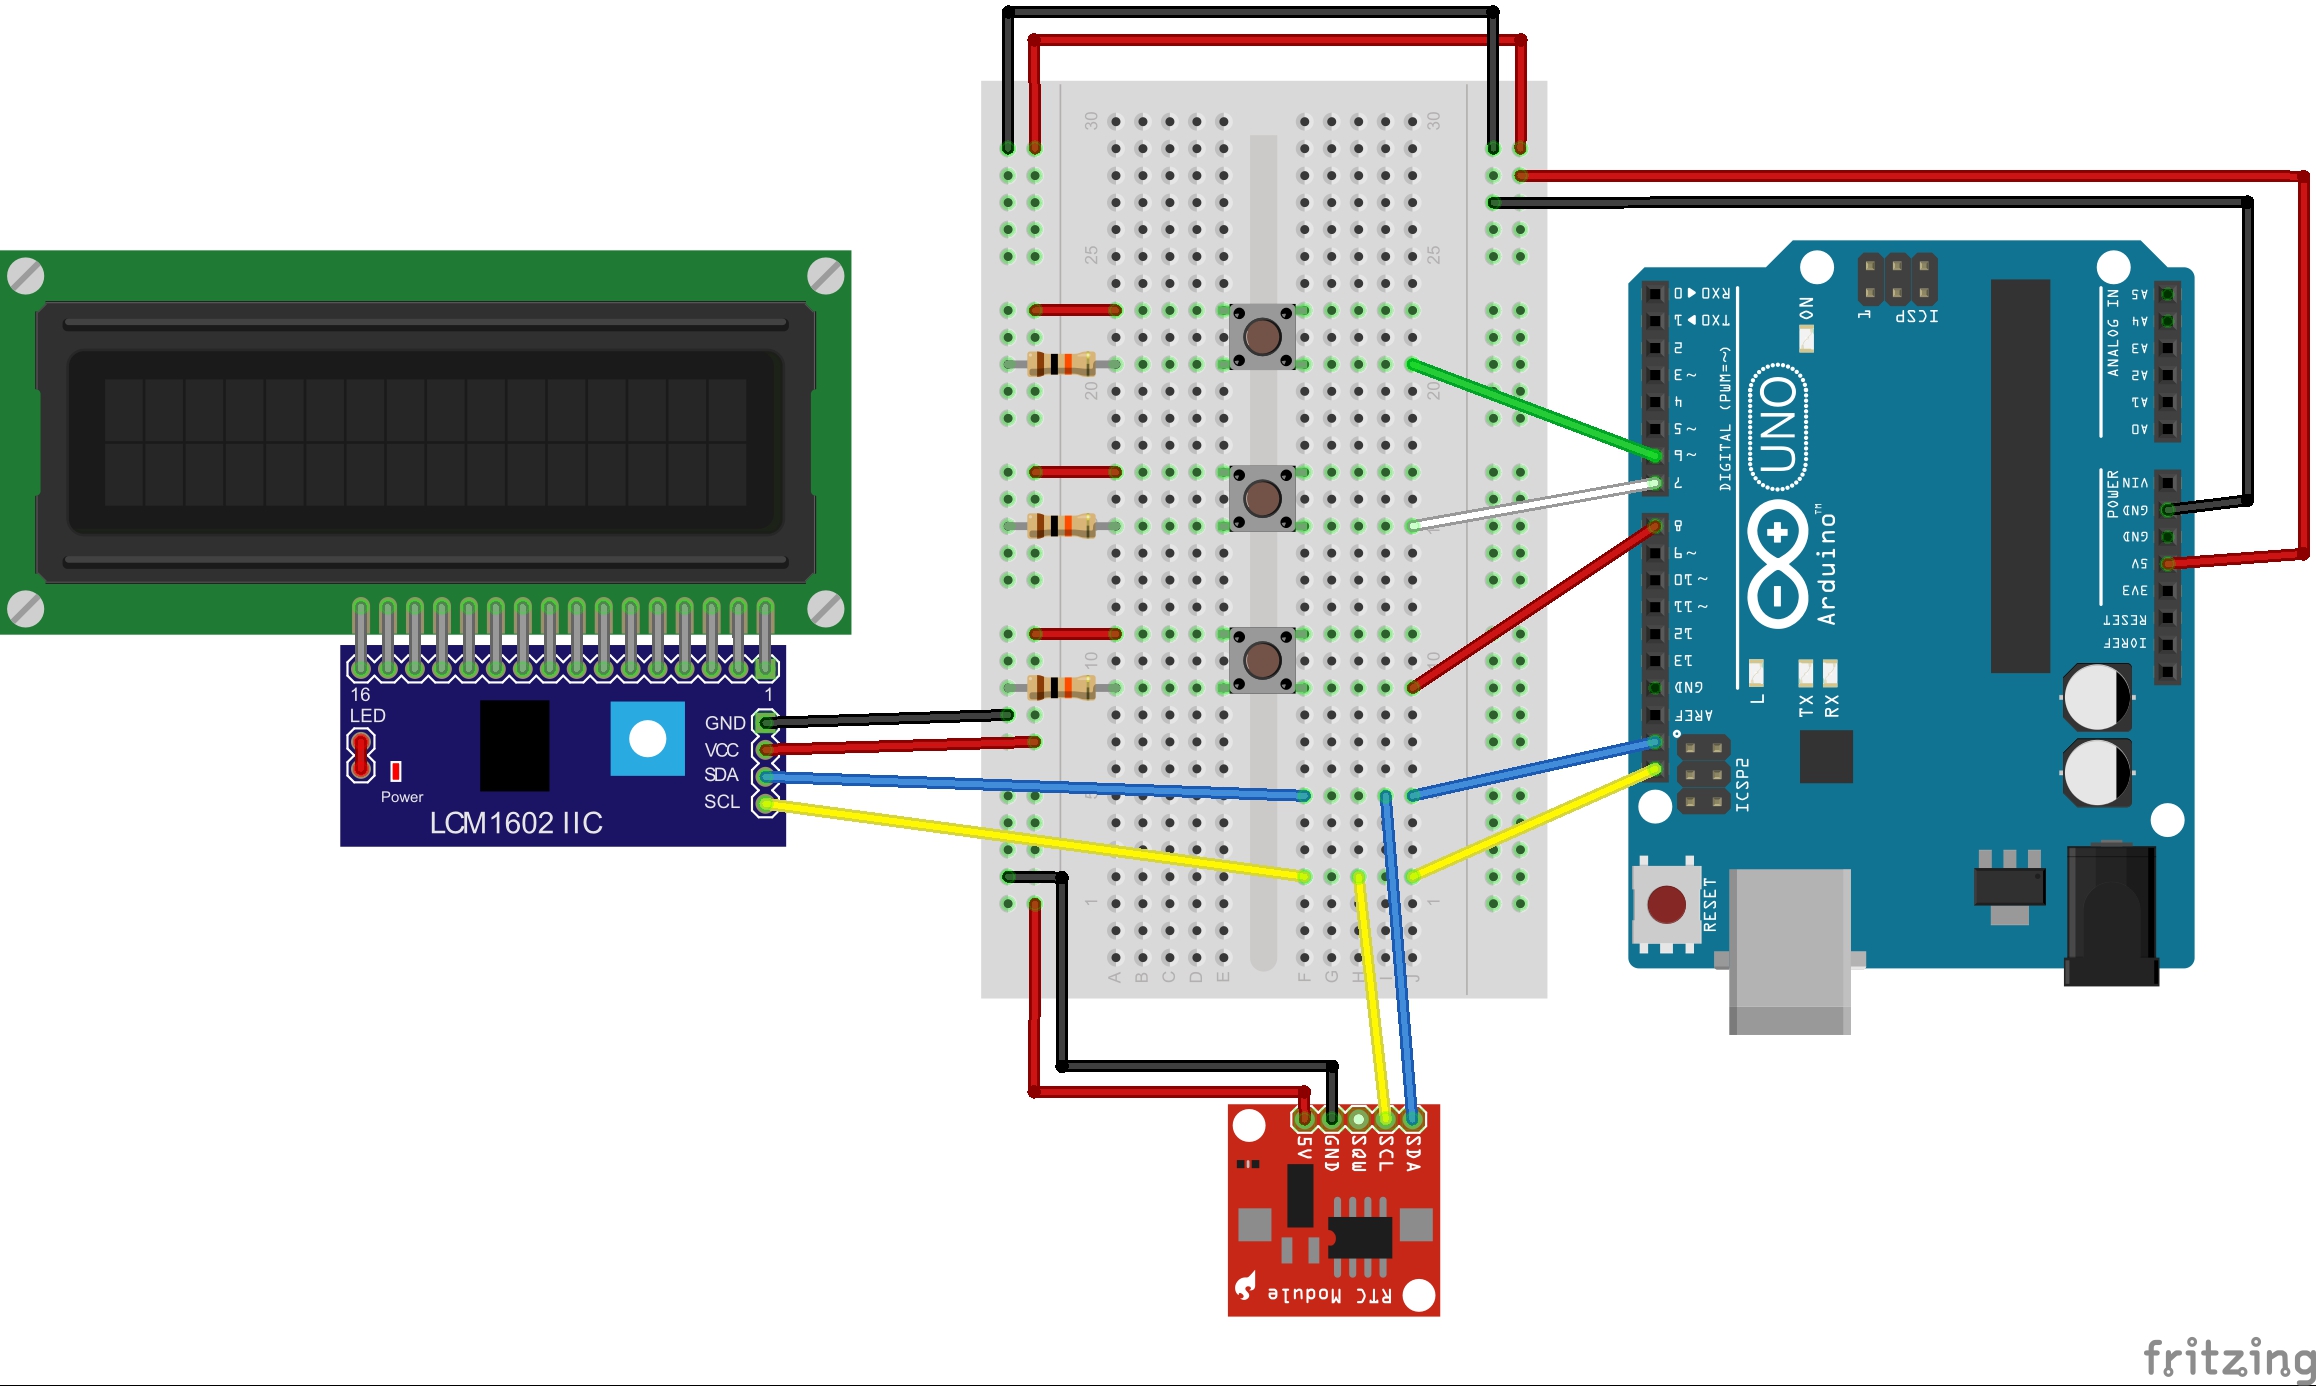 30
30
25
25
20
20
10
10
5
1
1
A
B
C
D
E
F
G
H
I
J
16
1
LED
GND
VCC
SDA
SCL
Power
LCM1602 IIC
0 ◄ RX0
1 ◄ TX0
2
3 ~
4
5 ~
6 ~
7
8
9 ~
10 ~
11 ~
12
13
GND
AREF
DIGITAL (PWM=~)
ON
1
ICSP
UNO
Arduino™
L
TX
RX
ICSP2
RESET
ANALOG IN
A5
A4
A3
A2
A1
A0
POWER
VIN
GND
GND
5V
3V3
RESET
IOREF
5V
GND
SQW
SCL
SDA
RTC Module
fritzing